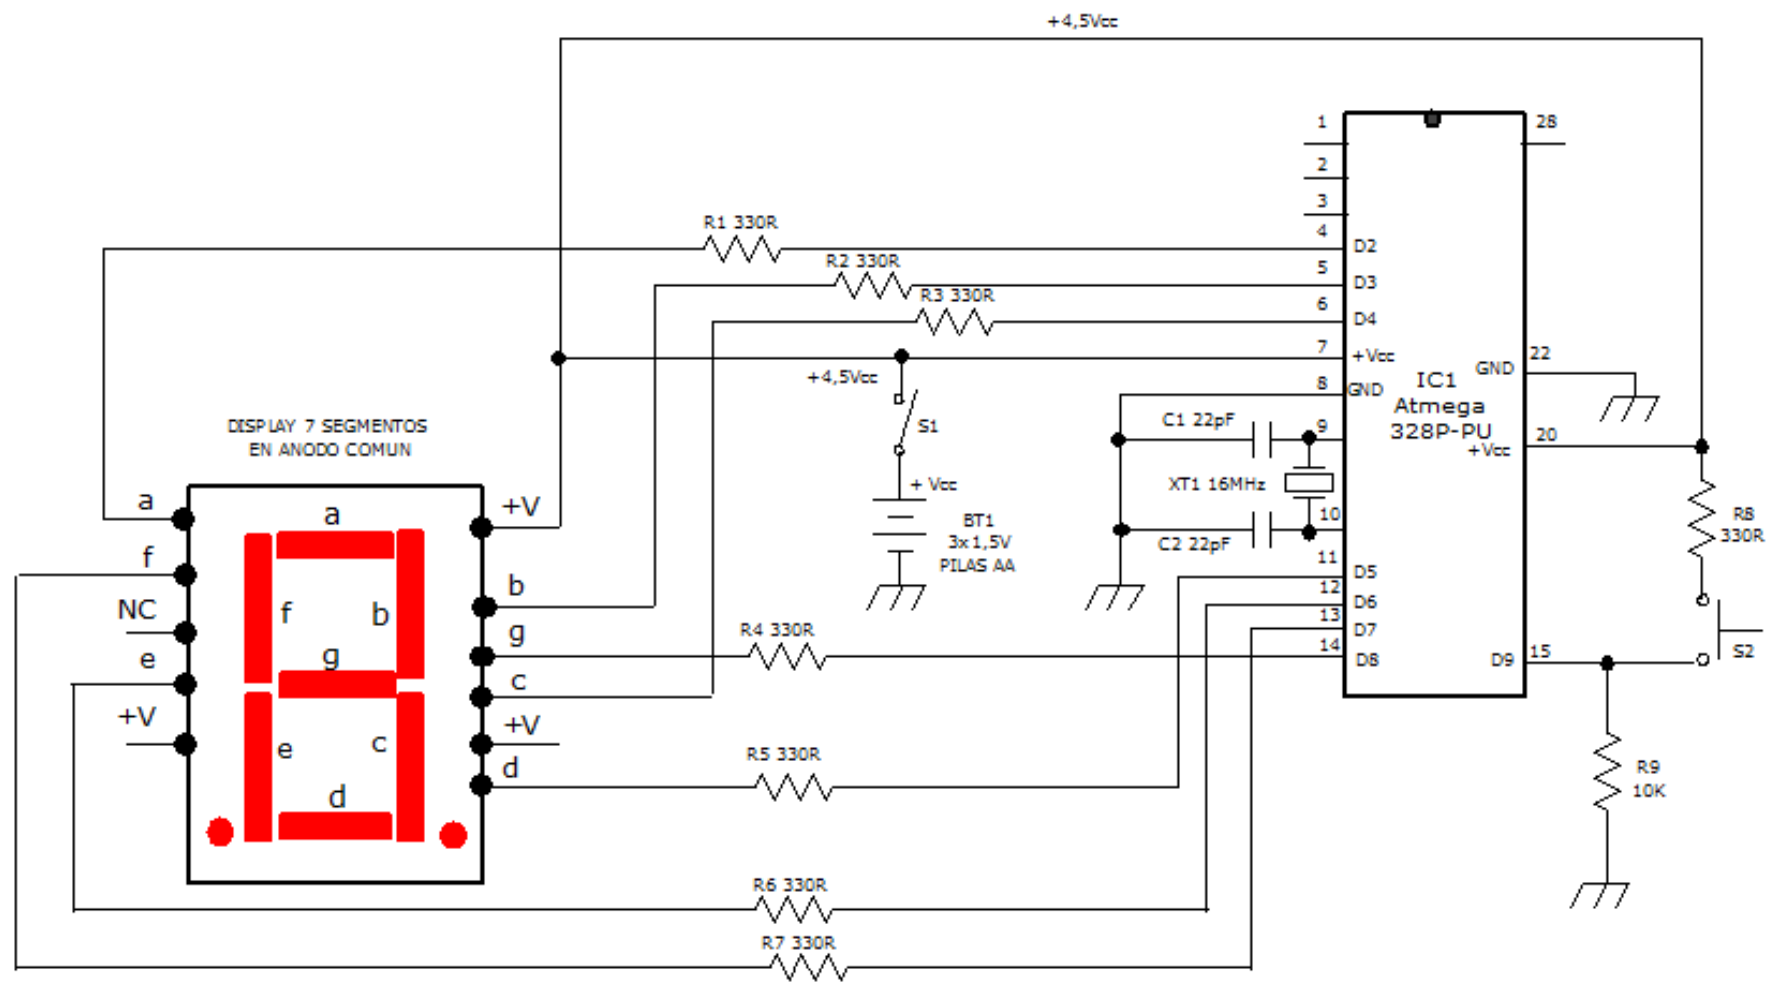 +4,5Vcc
1
28
2
3
R1 330R
4
D2
R2 330R
5
D3
R3 330R
6
D4
7
+Vcc
22
GND
+4,5Vcc
8
GND
IC1
Atmega
328P-PU
20
+Vcc
C1 22pF
9
S1
DISPLAY 7 SEGMENTOS
EN ANODO COMUN
+ Vcc
XT1 16MHz
BT1
3x1,5V
PILAS AA
10
C2 22pF
R8
330R
a
+V
a
f
11
D5
12
D6
b
NC
f
b
13
D7
g
R4 330R
14
D8
D9
15
S2
e
g
c
+V
+V
e
c
R5 330R
d
R9
10K
d
R6 330R
R7 330R